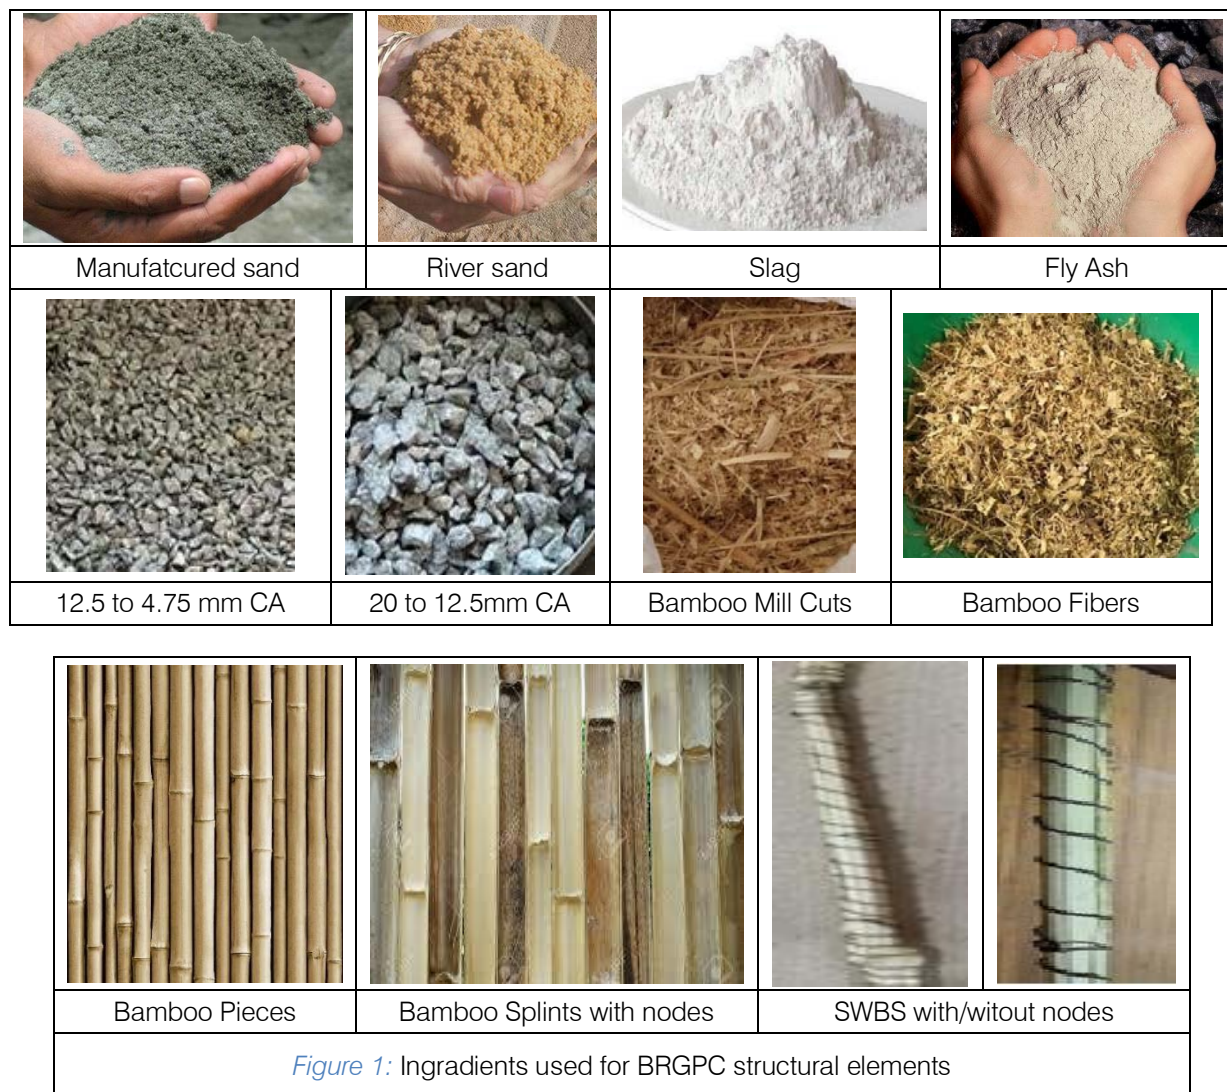 Manufatcured sand
River sand
Slag
Fly Ash
12.5 to 4.75 mm CA
20 to 12.5mm CA
Bamboo Mill Cuts
Bamboo Fibers
Bamboo Pieces
Bamboo Splints with nodes
SWBS with/witout nodes
Figure 1: Ingradients used for BRGPC structural elements